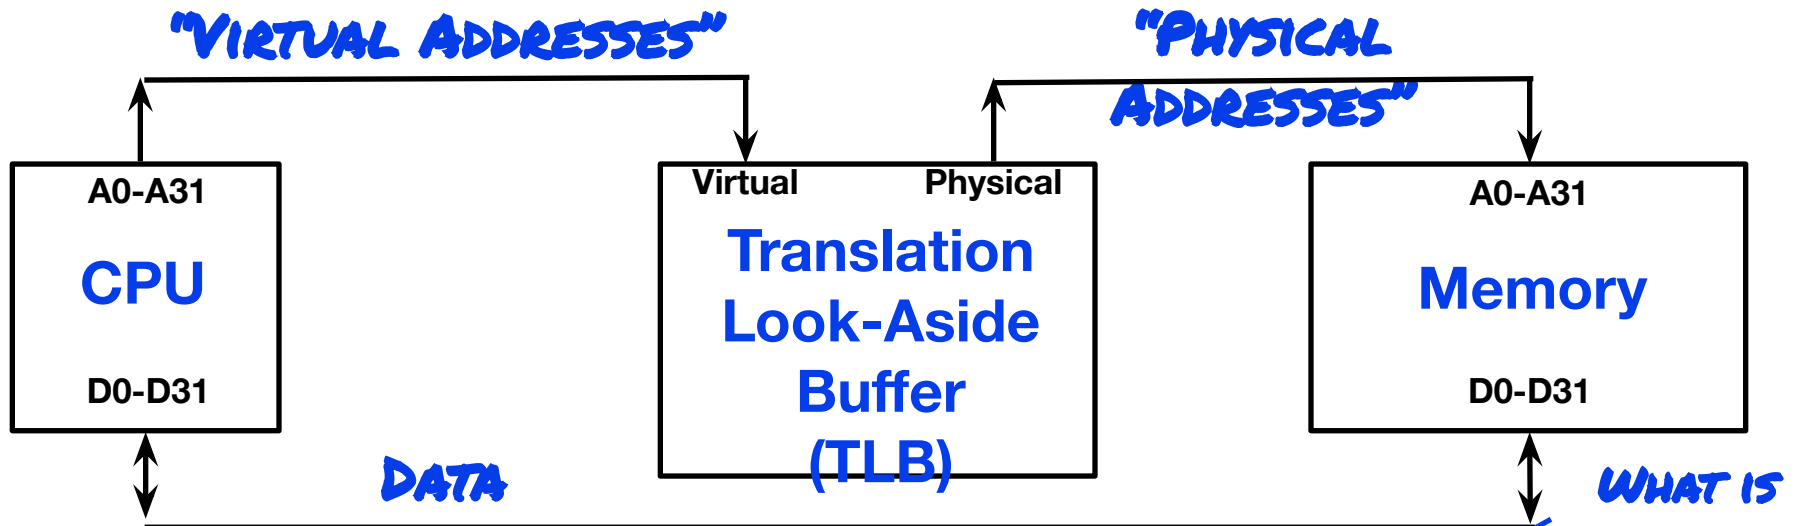 "Virtual Addresses"
"Physical
Addresses"
A0-A31
CPU
D0-D31
Virtual
Physical
Translation
Look-Aside
Buffer
(TLB)
A0-A31
Memory
D0-D31
Data
What is